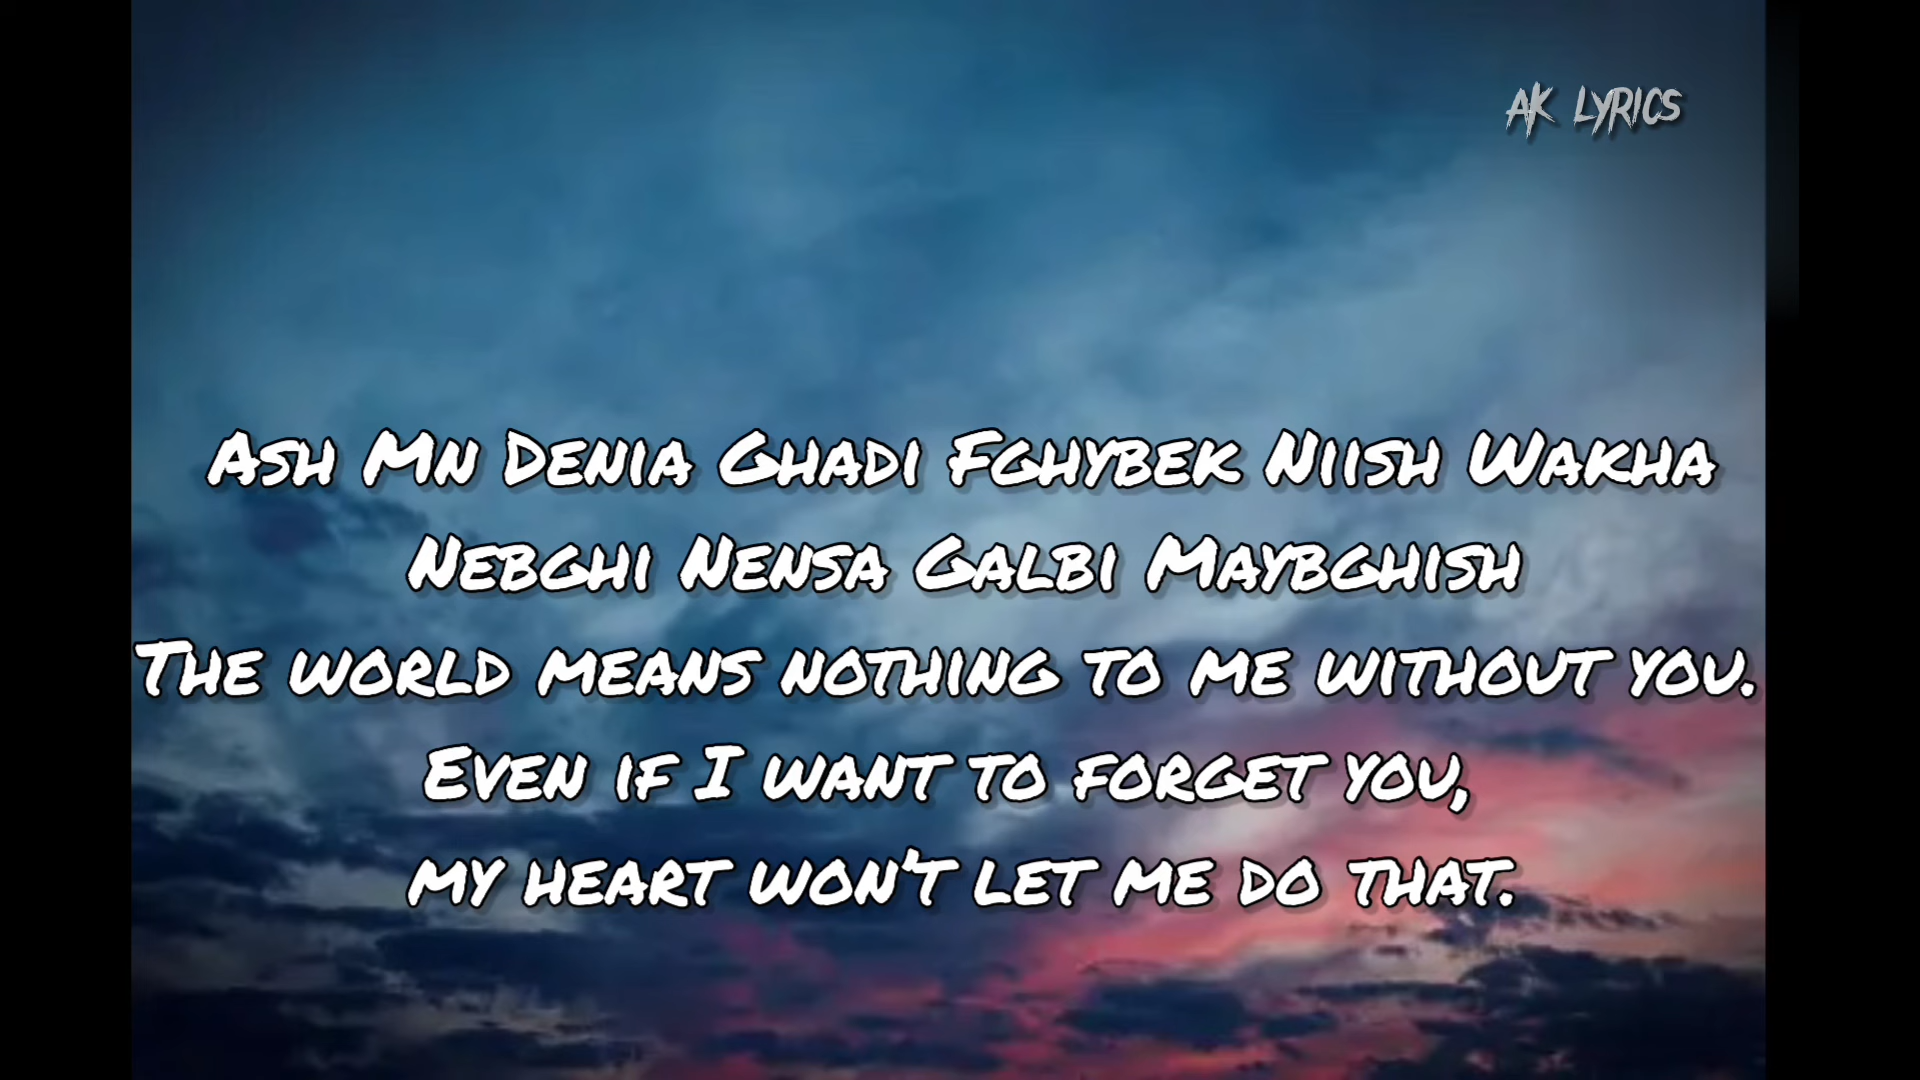 AK LYRICS
Ash Mn Denia Ghadi Fghybek Niish Wakha
Nebghi Nensa Galbi Maybghish
The world means nothing to me without you.
Even if I want to forget you,
my heart won't let me do that.